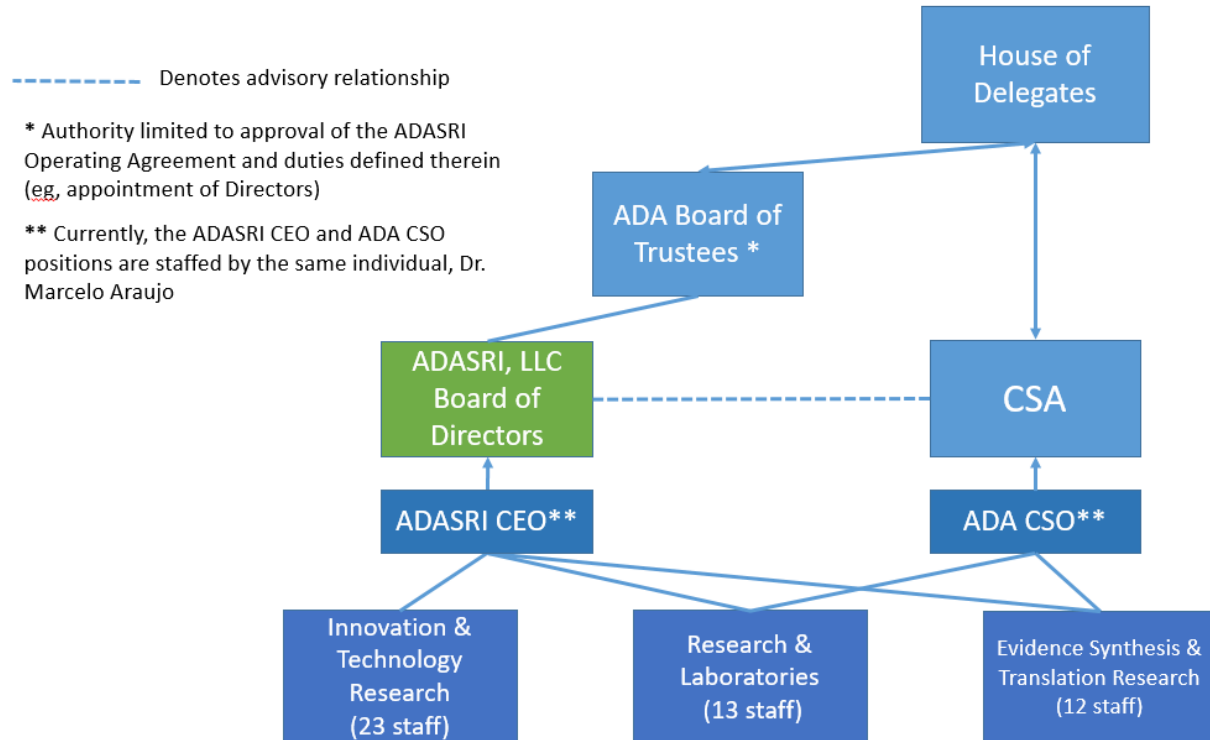 House of
Delegates
Denotes advisory relationship
* Authority limited to approval of the ADASRI
Operating Agreement and duties defined therein
(eg, appointment of Directors)
** Currently, the ADASRI CEO and ADA CSO
positions are staffed by the same individual, Dr.
Marcelo Araujo
ADA Board of
Trustees *
ADASRI, LLC
Board of
Directors
CSA
ADASRI CEO**
ADA CSO**
Innovation &
Technology
Research
(23 staff)
Research &
Laboratories
(13 staff)
Evidence Synthesis &
Translation Research
(12 staff)